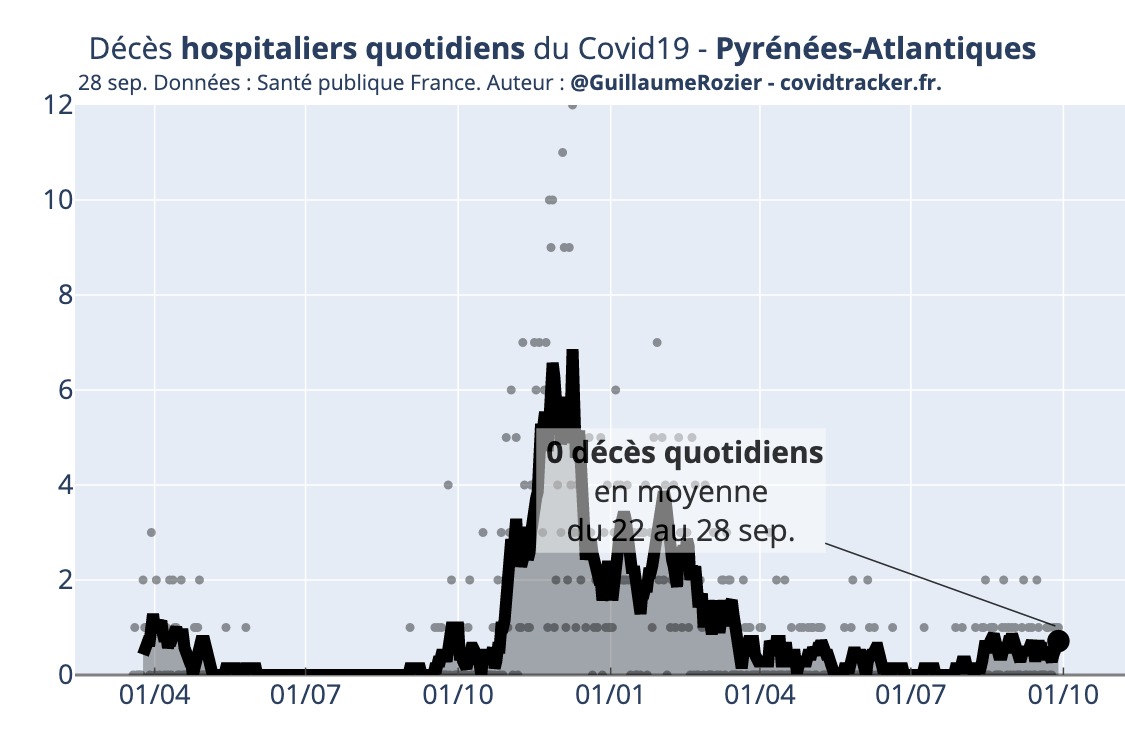 Décès hospitaliers quotidiens du Covid19 - Pyrénées-Atlantiques
28 sep. Données : Santé publique France. Auteur : @GuillaumeRozier - covidtracker.fr.
12
10
8
6
0 décès quotidiens
en moyenne
du 22 au 28 sep.
4
2
0
01/04 01/07 01/10 01/01 01/04 01/07 01/10